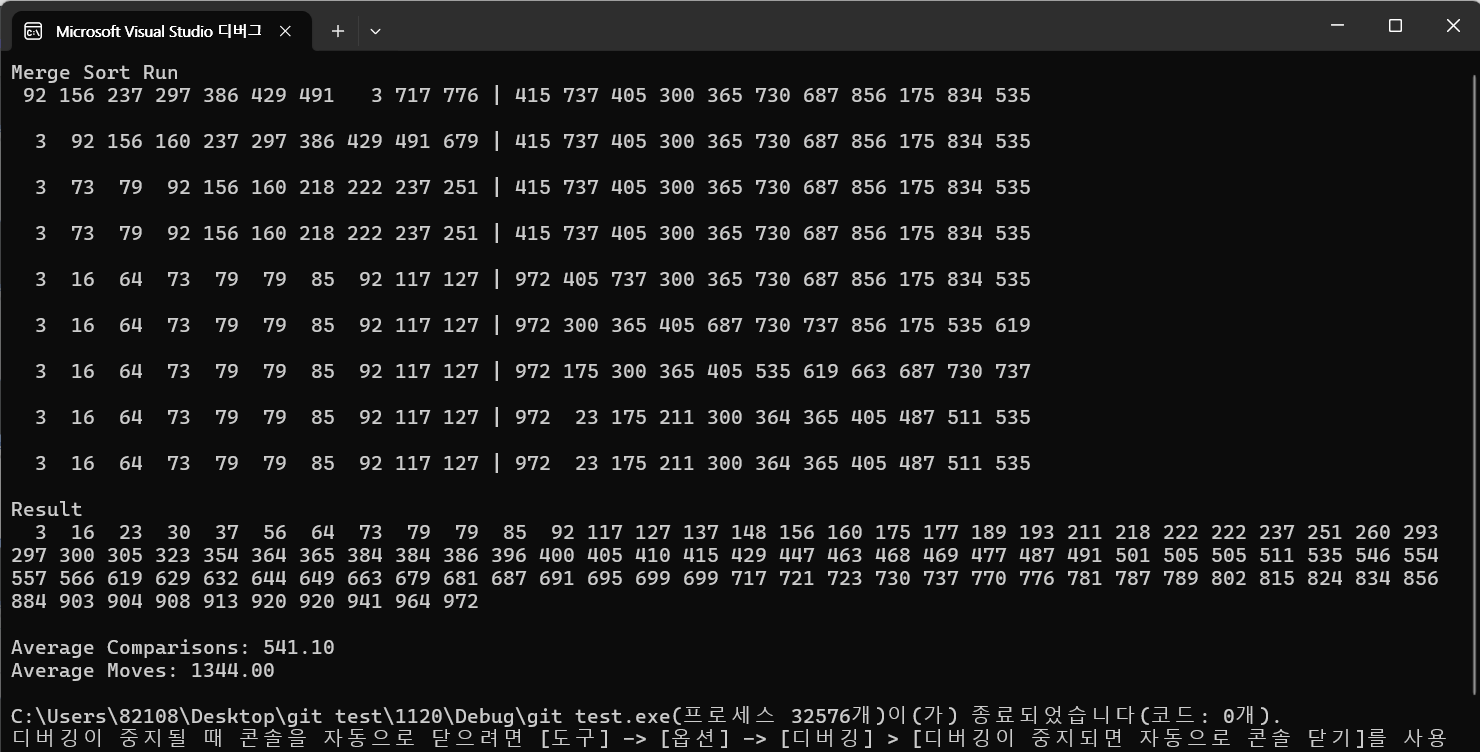 Microsoft Visual Studio 디버그
Merge Sort Run
92 156 237 297 386 429 491   3 717 776 | 415 737 405 300 365 730 687 856 175 834 535
3  92 156 160 237 297 386 429 491 679 | 415 737 405 300 365 730 687 856 175 834 535
3  73  79  92 156 160 218 222 237 251 | 415 737 405 300 365 730 687 856 175 834 535
3  73  79  92 156 160 218 222 237 251 | 415 737 405 300 365 730 687 856 175 834 535
3  16  64  73  79  79  85  92 117 127 | 972 405 737 300 365 730 687 856 175 834 535
3  16  64  73  79  79  85  92 117 127 | 972 300 365 405 687 730 737 856 175 535 619
3  16  64  73  79  79  85  92 117 127 | 972 175 300 365 405 535 619 663 687 730 737
3  16  64  73  79  79  85  92 117 127 | 972  23 175 211 300 364 365 405 487 511 535
3  16  64  73  79  79  85  92 117 127 | 972  23 175 211 300 364 365 405 487 511 535
Result
3  16  23  30  37  56  64  73  79  79  85  92 117 127 137 148 156 160 175 177 189 193 211 218 222 222 237 251 260 293
297 300 305 323 354 364 365 384 384 386 396 400 405 410 415 429 447 463 468 469 477 487 491 501 505 505 511 535 546 554
557 566 619 629 632 644 649 663 679 681 687 691 695 699 699 717 721 723 730 737 770 776 781 787 789 802 815 824 834 856
884 903 904 908 913 920 920 941 964 972
Average Comparisons: 541.10
Average Moves: 1344.00
C:\Users\82108\Desktop\git test\1120\Debug\git test.exe(프로세스 32576개)이(가) 종료되었습니다(코드: 0개).
디버깅이 중지될 때 콘솔을 자동으로 닫으려면 [도구] -> [옵션] -> [디버깅] > [디버깅이 중지되면 자동으로 콘솔 닫기]를 사용